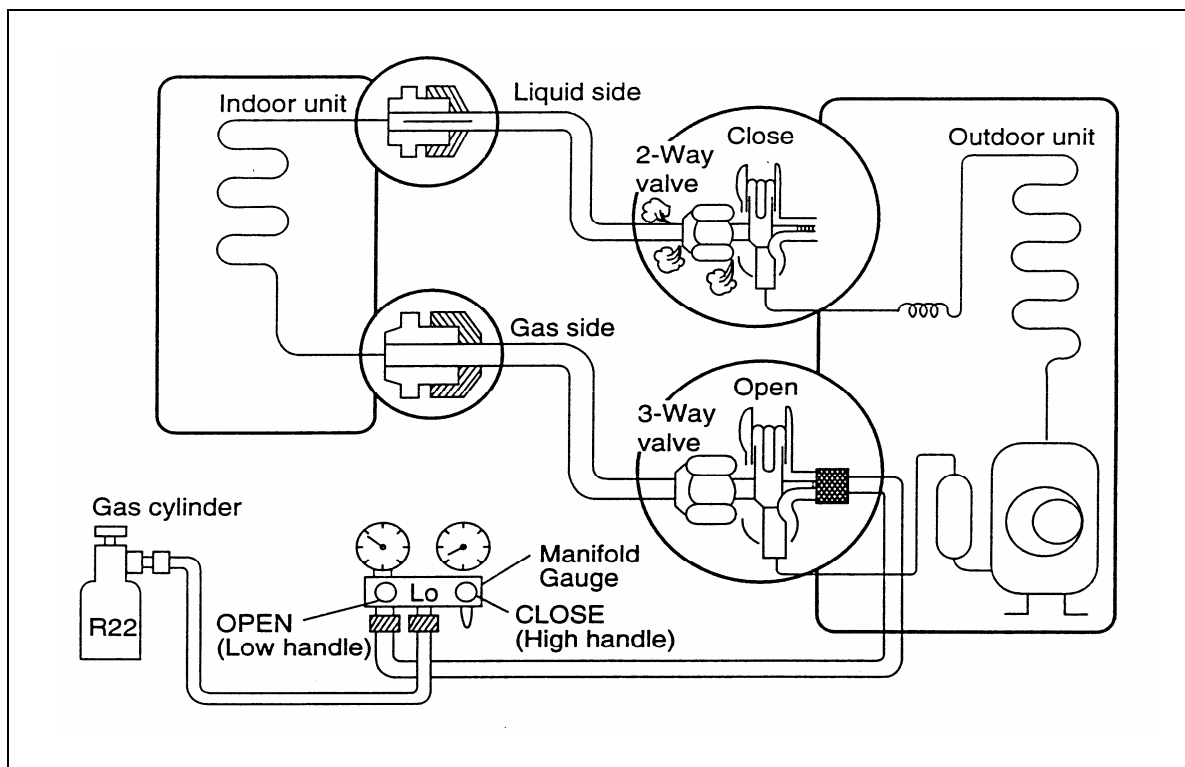 Indoor unit
Liquid side
Close
2-Way
valve
Outdoor unit
Gas side
Open
3-Way
valve
Gas cylinder
R22
Lo
Manifold
Gauge
OPEN
(Low handle)
CLOSE
(High handle)